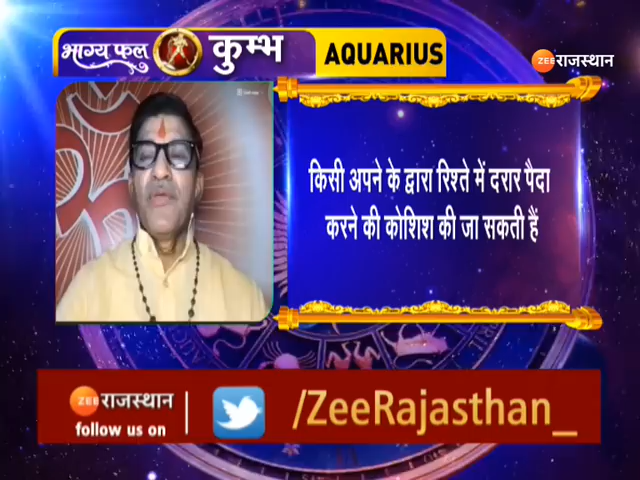 भाग्य फल
कुम्भ
AQUARIUS
ZEE राजस्थान
किसी अपने के द्वारा रिश्ते में दरार पैदा
करने की कोशिश की जा सकती हैं
ZEE राजस्थान
follow us on
/ZeeRajasthan_